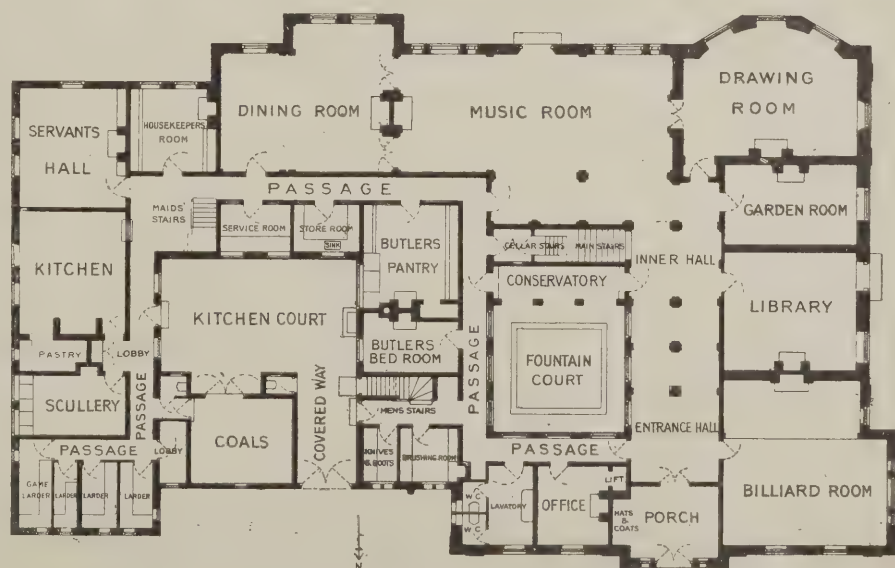 DRAWING
ROOM
DINING ROOM
MUSIC ROOM
SERVANTS
HALL
HOUSEKEEPERS
ROOM
PASSAGE
MAIDS'
STAIRS
SERVICE ROOM
STORE ROOM
SINK
BUTLERS
PANTRY
CELLAR STAIRS
MAIN STAIRS
GARDEN ROOM
INNER HALL
KITCHEN
CONSERVATORY
KITCHEN COURT
LIBRARY
PASTRY
LOBBY
BUTLERS
BED ROOM
PASSAGE
FOUNTAIN
COURT
SCULLERY
PASSAGE
COVERED WAY
MEN'S STAIRS
ENTRANCE HALL
COALS
PASSAGE
LOBBY
BRUSHING ROOM
PASSAGE
GAME
LARDER
LARDER
LARDER
LARDER
W C
W C
LAVATORY
OFFICE
LIFT
HATS
&
COATS
PORCH
BILLIARD ROOM